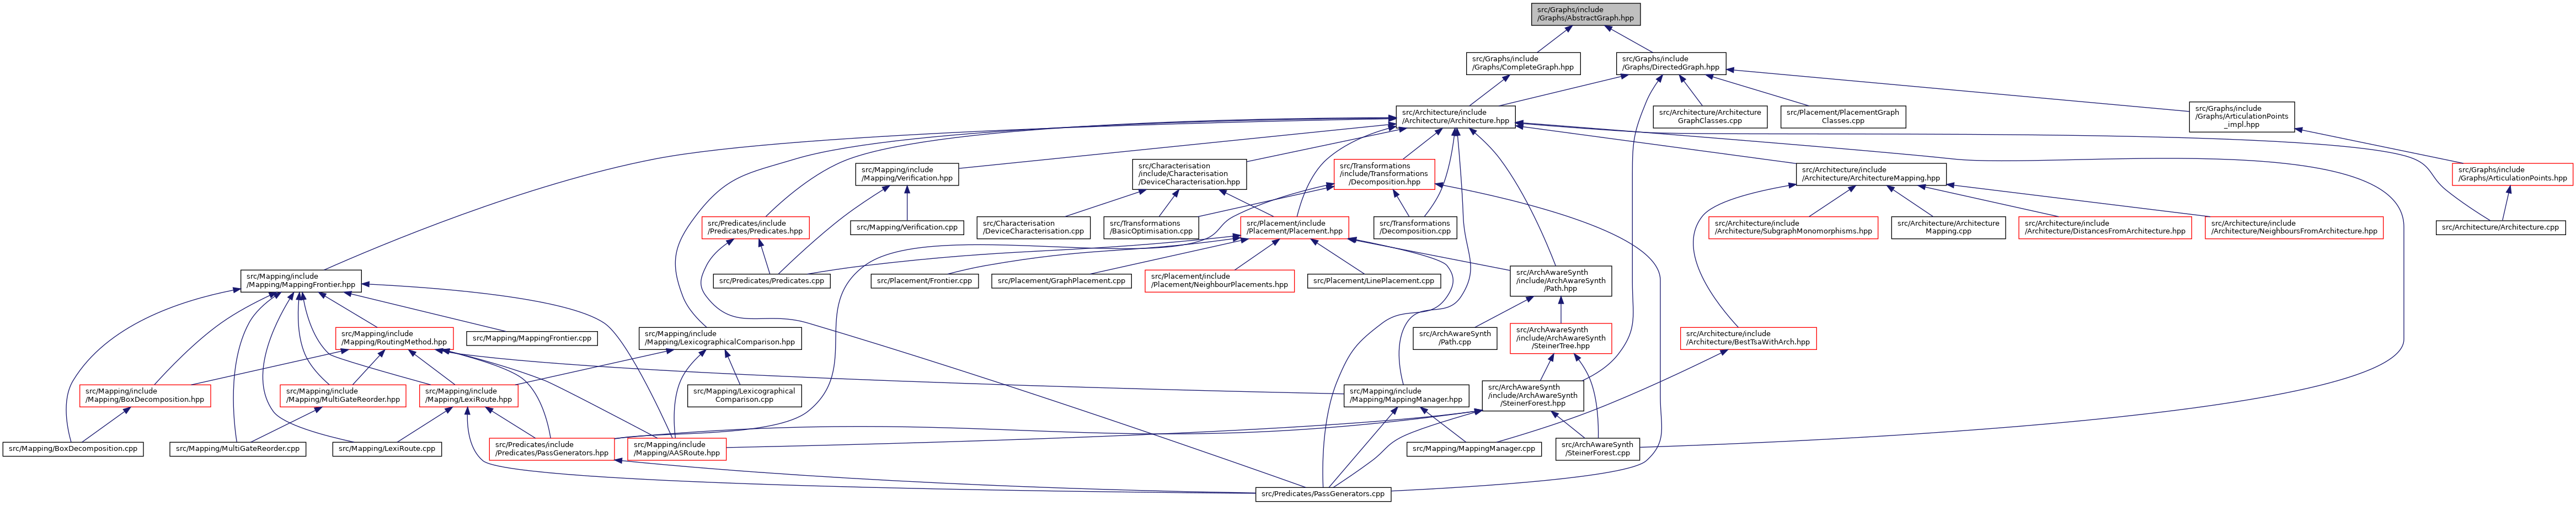 src/Graphs/include
/Graphs/AbstractGraph.hpp
src/Graphs/include
/Graphs/CompleteGraph.hpp
src/Graphs/include
/Graphs/DirectedGraph.hpp
src/Architecture/include
/Architecture/Architecture.hpp
src/Architecture/Architecture
GraphClasses.cpp
src/Placement/PlacementGraph
Classes.cpp
src/Graphs/include
/Graphs/ArticulationPoints
_impl.hpp
src/Mapping/include
/Mapping/Verification.hpp
src/Characterisation
/include/Characterisation
/DeviceCharacterisation.hpp
src/Transformations
/include/Transformations
/Decomposition.hpp
src/Architecture/include
/Architecture/ArchitectureMapping.hpp
src/Graphs/include
/Graphs/ArticulationPoints.hpp
src/Predicates/include
/Predicates/Predicates.hpp
src/Mapping/Verification.cpp
src/Characterisation
/DeviceCharacterisation.cpp
src/Transformations
/BasicOptimisation.cpp
src/Placement/include
/Placement/Placement.hpp
src/Transformations
/Decomposition.cpp
src/Architecture/include
/Architecture/SubgraphMonomorphisms.hpp
src/Architecture/Architecture
Mapping.cpp
src/Architecture/include
/Architecture/DistancesFromArchitecture.hpp
src/Architecture/include
/Architecture/NeighboursFromArchitecture.hpp
src/Architecture/Architecture.cpp
src/Mapping/include
/Mapping/MappingFrontier.hpp
src/Predicates/Predicates.cpp
src/Placement/Frontier.cpp
src/Placement/GraphPlacement.cpp
src/Placement/include
/Placement/NeighbourPlacements.hpp
src/Placement/LinePlacement.cpp
src/ArchAwareSynth
/include/ArchAwareSynth
/Path.hpp
src/Mapping/include
/Mapping/RoutingMethod.hpp
src/Mapping/MappingFrontier.cpp
src/Mapping/include
/Mapping/LexicographicalComparison.hpp
src/ArchAwareSynth
/Path.cpp
src/ArchAwareSynth
/include/ArchAwareSynth
/SteinerTree.hpp
src/Architecture/include
/Architecture/BestTsaWithArch.hpp
src/Mapping/include
/Mapping/BoxDecomposition.hpp
src/Mapping/include
/Mapping/MultiGateReorder.hpp
src/Mapping/include
/Mapping/LexiRoute.hpp
src/Mapping/Lexicographical
Comparison.cpp
src/Mapping/include
/Mapping/MappingManager.hpp
src/ArchAwareSynth
/include/ArchAwareSynth
/SteinerForest.hpp
src/Mapping/BoxDecomposition.cpp
src/Mapping/MultiGateReorder.cpp
src/Mapping/LexiRoute.cpp
src/Predicates/include
/Predicates/PassGenerators.hpp
src/Mapping/include
/Mapping/AASRoute.hpp
src/Mapping/MappingManager.cpp
src/ArchAwareSynth
/SteinerForest.cpp
src/Predicates/PassGenerators.cpp